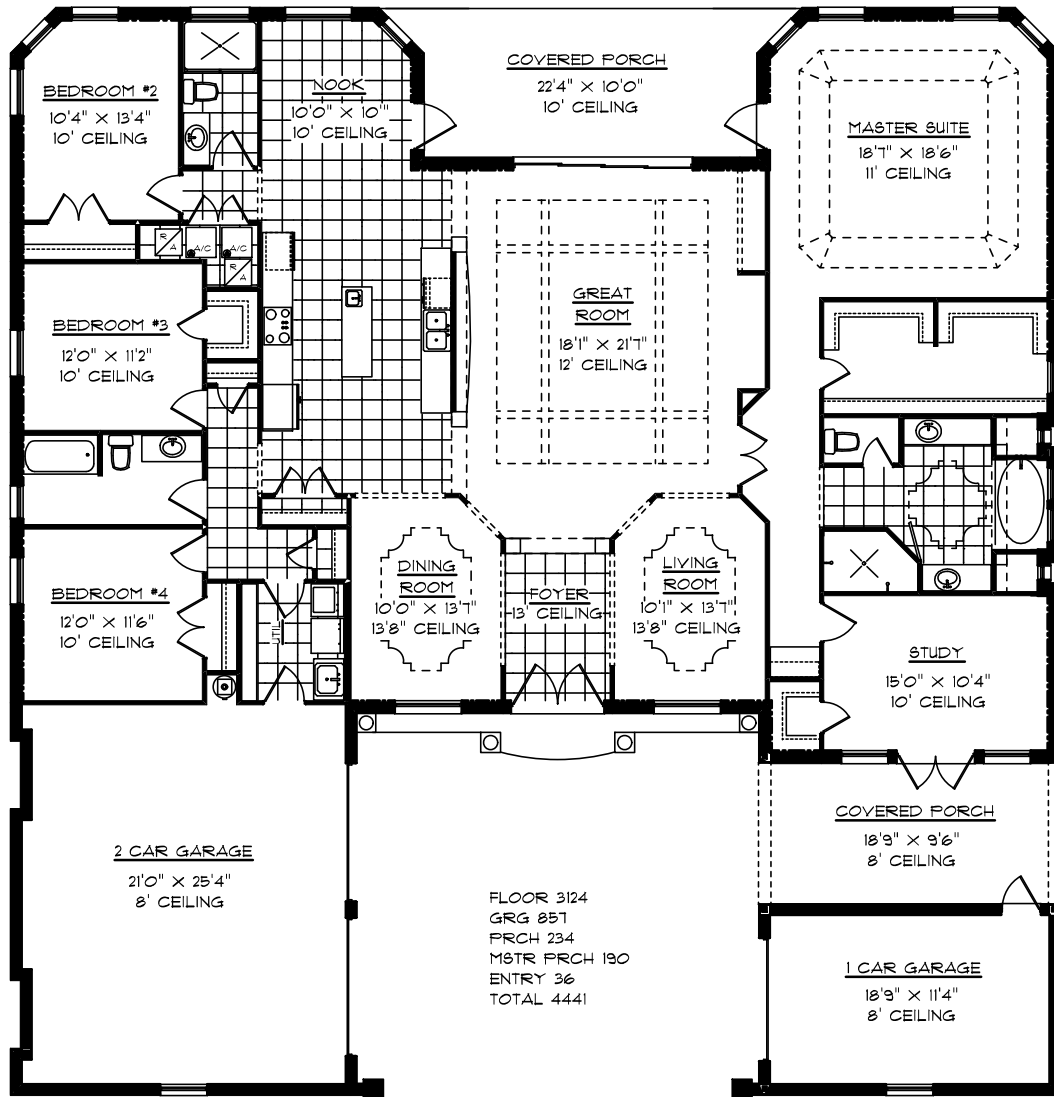 COVERED PORCH
22'4" X 10'0"
10' CEILING
NOOK
10'0" X 10'1"
10' CEILING
BEDROOM #2
10'4" X 13'4"
10' CEILING
MASTER SUITE
18'7" X 18'6"
11' CEILING
R
A
A/C
A/C
R
A
GREAT
ROOM
18'1" X 21'7"
12' CEILING
BEDROOM #3
12'0" X 11'2"
10' CEILING
BEDROOM #4
12'0" X 11'6"
10' CEILING
UTIL
DINING
ROOM
10'0" X 13'7"
13'8" CEILING
FOYER
13' CEILING
LIVING
ROOM
10'1" X 13'7"
13'8" CEILING
STUDY
15'0" X 10'4"
10' CEILING
COVERED PORCH
18'9" X 9'6"
8' CEILING
2 CAR GARAGE
21'0" X 25'4"
8' CEILING
FLOOR 3124
GRG 857
PRCH 234
MSTR PRCH 190
ENTRY 36
TOTAL 4441
1 CAR GARAGE
18'9" X 11'4"
8' CEILING